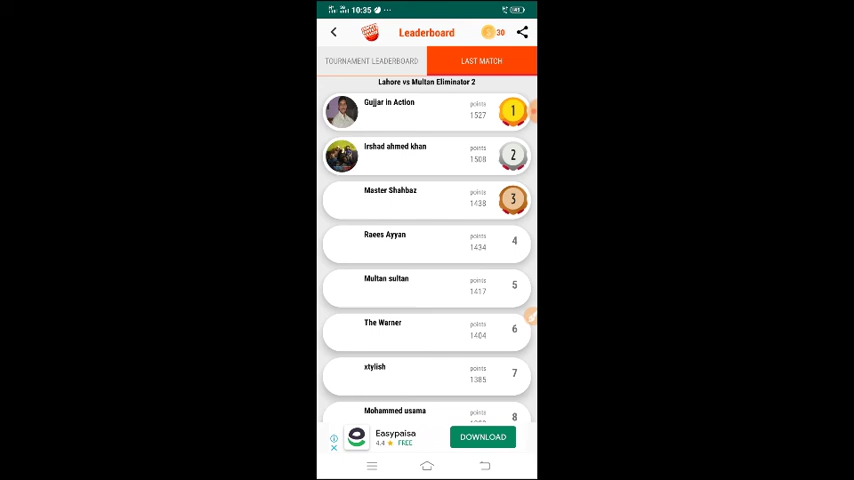 10:35
Leaderboard
30
TOURNAMENT LEADERBOARD
LAST MATCH
Lahore vs Multan Eliminator 2
Gujjar In Action
points
1527
1
Irshad ahmed khan
points
1508
2
Master Shahbaz
points
1438
3
Raees Ayyan
points
1434
4
Multan sultan
points
1417
5
The Warner
points
1404
6
xtylish
points
1385
7
Mohammed usama
points
8
Easypaisa
4.4 ★ FREE
DOWNLOAD